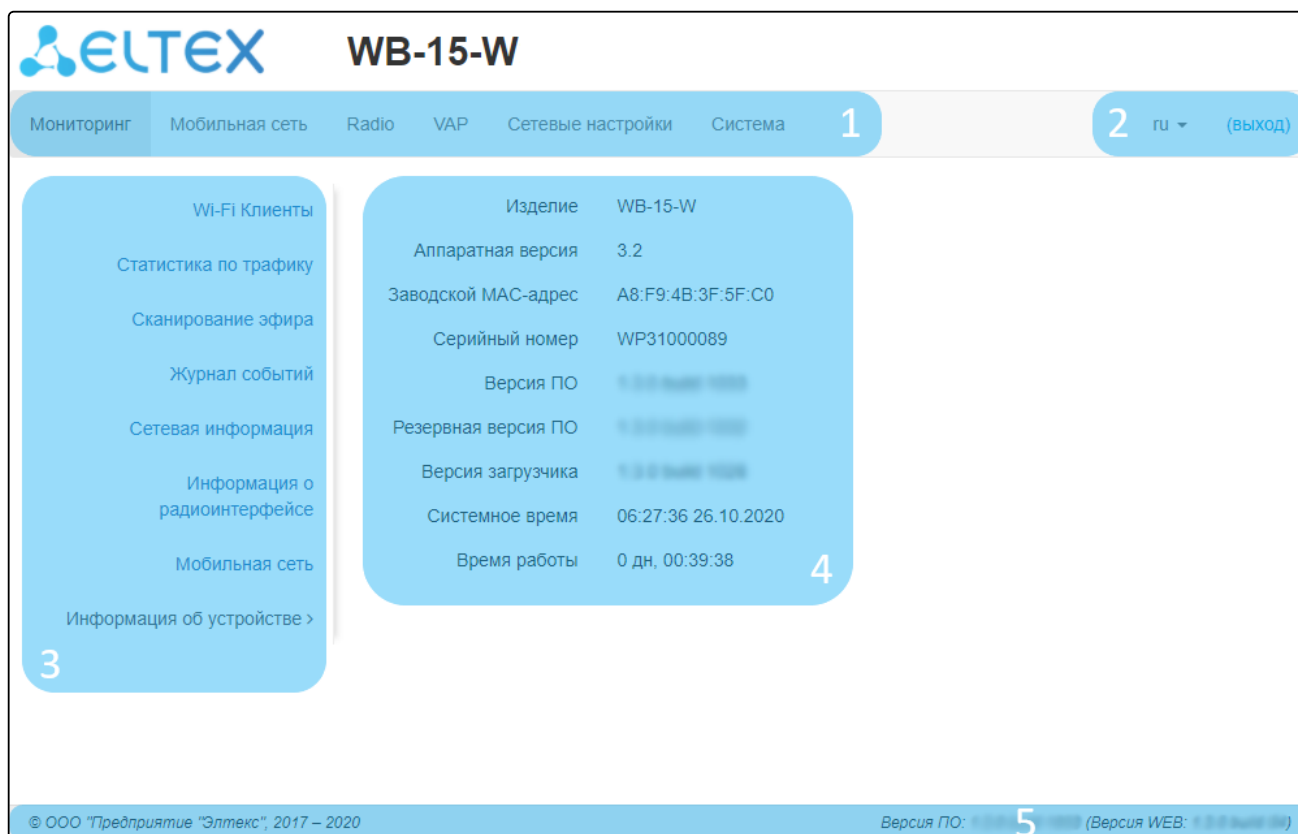 ELTEX WB-15-W
Мониторинг Мобильная сеть Radio VAP Сетевые настройки Система 1 2 ru (выход)
Wi-Fi Клиенты
Статистика по трафику
Сканирование эфира
Журнал событий
Сетевая информация
Информация о
радиоинтерфейсе
Мобильная сеть
Информация об устройстве >
3
Изделие WB-15-W
Аппаратная версия 3.2
Заводской MAC-адрес A8:F9:4B:3F:5F:C0
Серийный номер WP31000089
Версия ПО
Резервная версия ПО
Версия загрузчика
Системное время 06:27:36 26.10.2020
Время работы 0 дн, 00:39:38
4
© ООО "Предприятие "Элтекс", 2017 – 2020 Версия ПО: 5 (Версия WEB: )